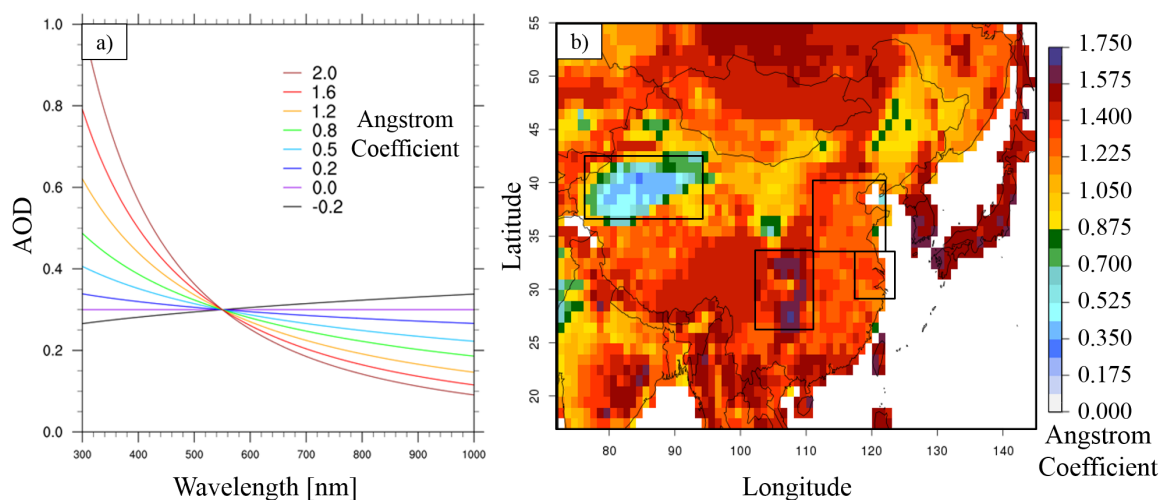 a)
1.0
0.8
0.6
0.4
0.2
0.0
AOD
300 400 500 600 700 800 900 1000
Wavelength [nm]
2.0
1.6
1.2
0.8
0.5
0.2
0.0
-0.2
Angstrom
Coefficient
b)
55
50
45
40
35
30
25
20
Latitude
80 90 100 110 120 130 140
Longitude
1.750
1.575
1.400
1.225
1.050
0.875
0.700
0.525
0.350
0.175
0.000
Angstrom
Coefficient